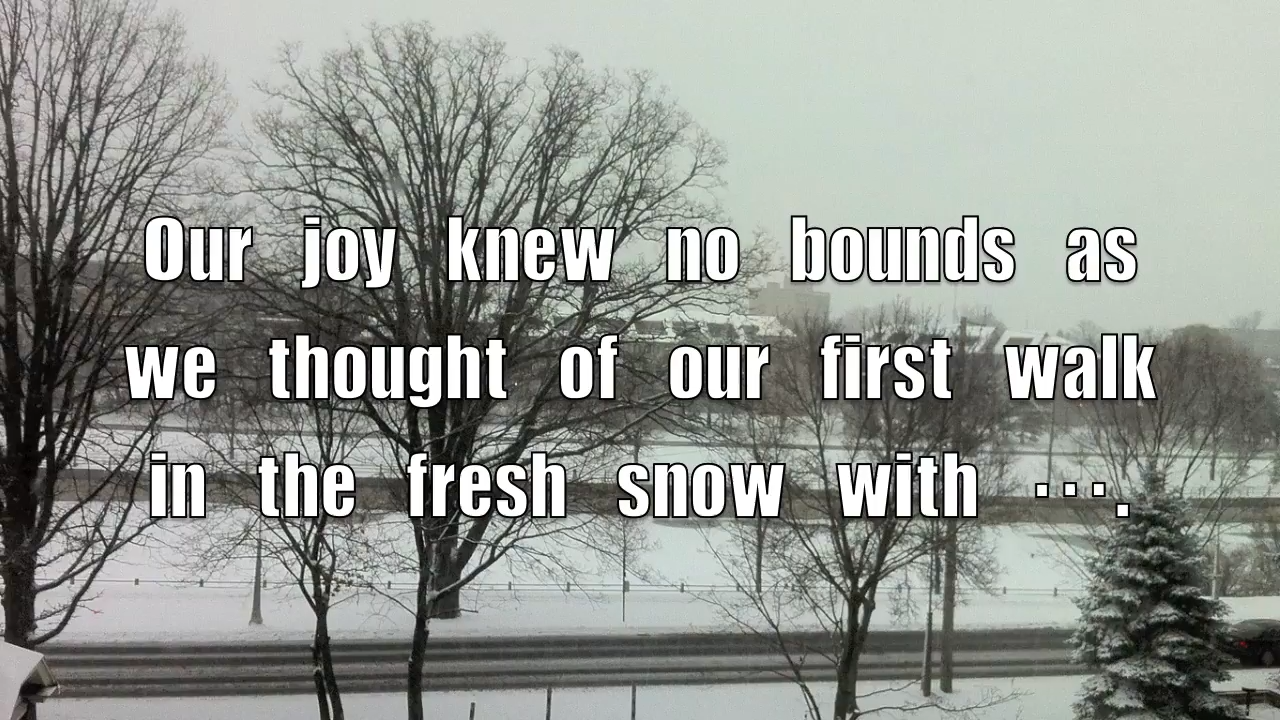 Our joy knew no bounds as
we thought of our first walk
in the fresh snow with ···.